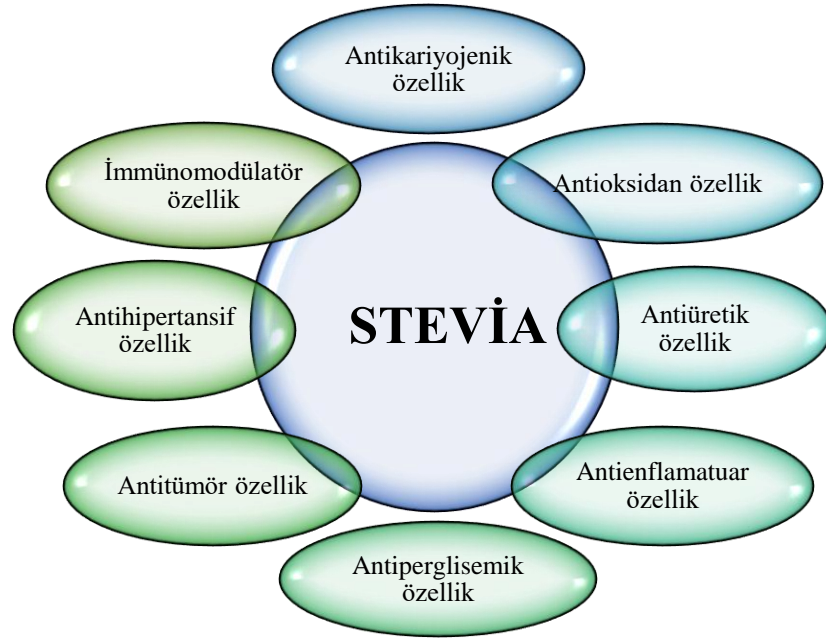 Antikariyojenik
özellik
İmmünomodülatör
özellik
Antioksidan özellik
Antihipertansif
özellik
STEVİA
Antiüretik
özellik
Antitümör özellik
Antienflamatuar
özellik
Antiperglisemik
özellik